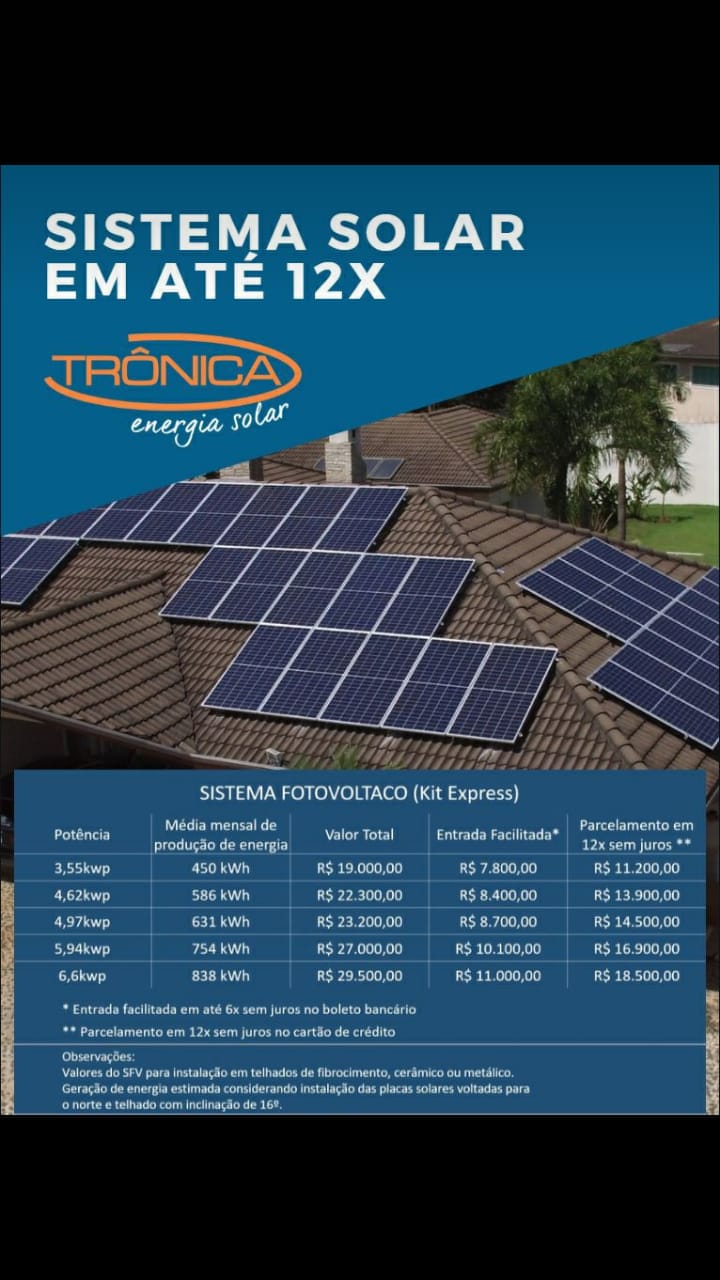 SISTEMA SOLAR
EM ATÉ 12X
TRÔNICA
energia solar
SISTEMA FOTOVOLTACO (Kit Express)
Potência Média mensal de produção de energia Valor Total Entrada Facilitada* Parcelamento em 12x sem juros **
3,55kwp 450 kWh R$ 19.000,00 R$ 7.800,00 R$ 11.200,00
4,62kwp 586 kWh R$ 22.300,00 R$ 8.400,00 R$ 13.900,00
4,97kwp 631 kWh R$ 23.200,00 R$ 8.700,00 R$ 14.500,00
5,94kwp 754 kWh R$ 27.000,00 R$ 10.100,00 R$ 16.900,00
6,6kwp 838 kWh R$ 29.500,00 R$ 11.000,00 R$ 18.500,00
* Entrada facilitada em até 6x sem juros no boleto bancário
** Parcelamento em 12x sem juros no cartão de crédito
Observações:
Valores do SFV para instalação em telhados de fibrocimento, cerâmico ou metálico.
Geração de energia estimada considerando instalação das placas solares voltadas para
o norte e telhado com inclinação de 16º.